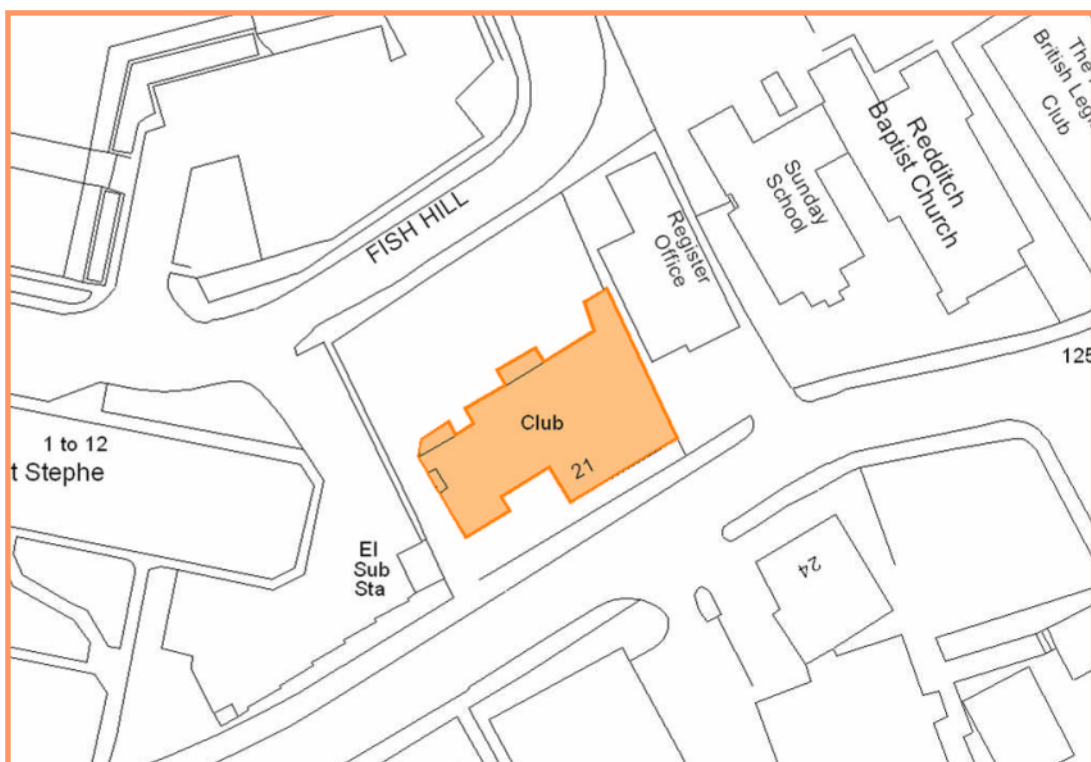 The
British Legi
Club
Redditch
Baptist Church
Sunday
School
Register
Office
FISH HILL
125
Club
21
1 to 12
t Stephe
El
Sub
Sta
24